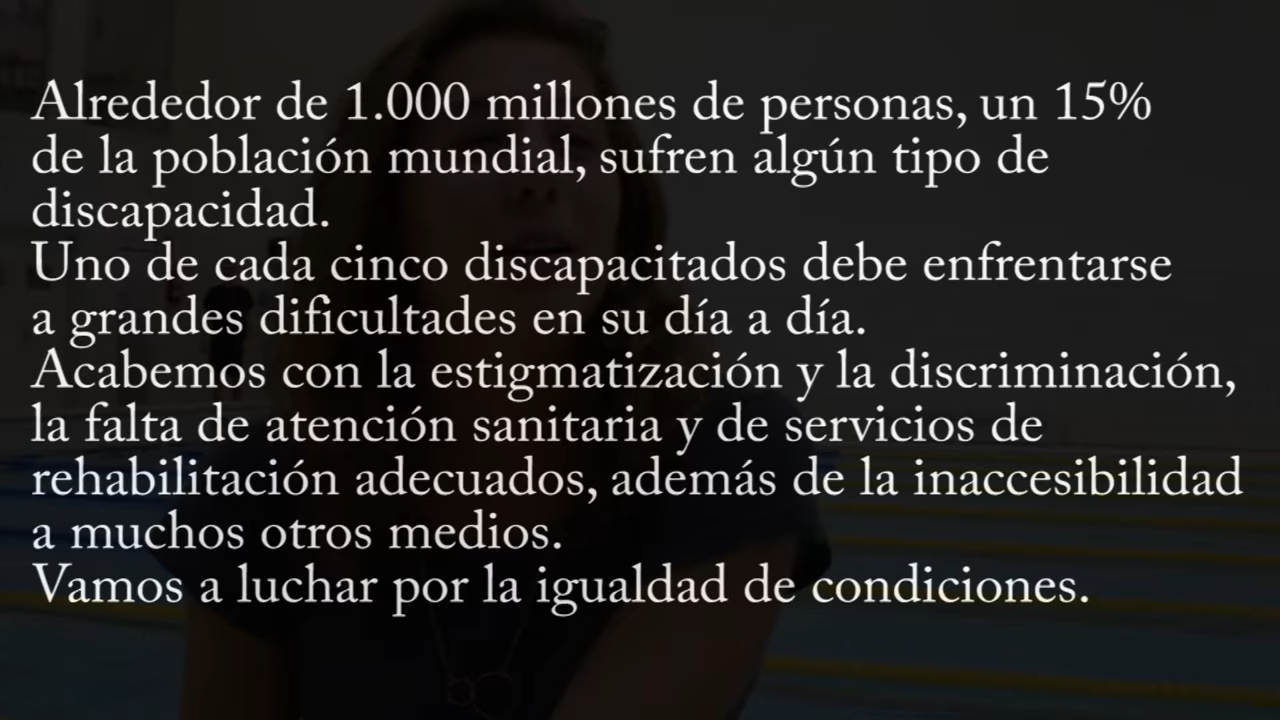 Alrededor de 1.000 millones de personas, un 15%
de la población mundial, sufren algún tipo de
discapacidad.
Uno de cada cinco discapacitados debe enfrentarse
a grandes dificultades en su día a día.
Acabemos con la estigmatización y la discriminación,
la falta de atención sanitaria y de servicios de
rehabilitación adecuados, además de la inaccesibilidad
a muchos otros medios.
Vamos a luchar por la igualdad de condiciones.